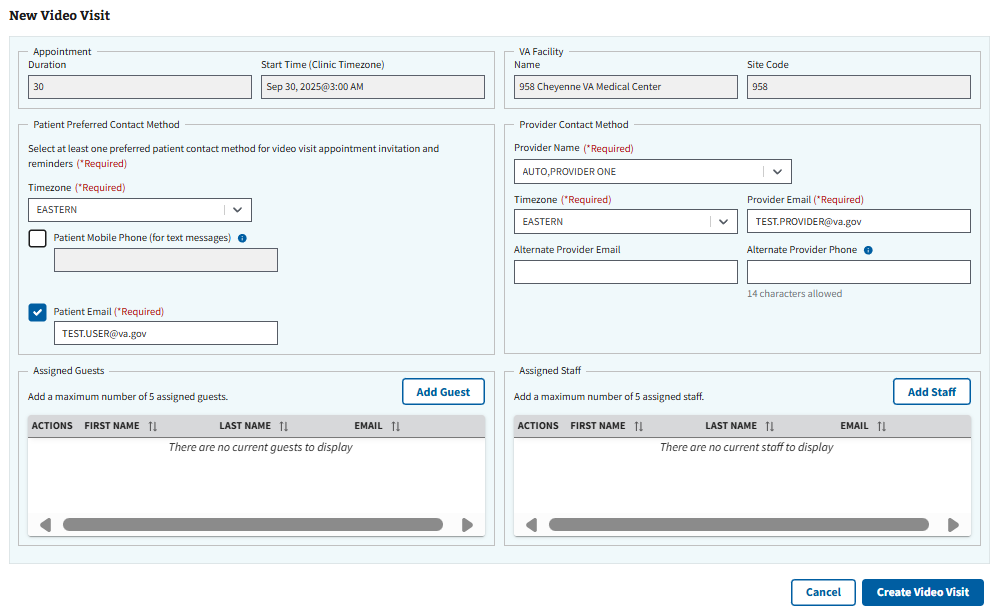 New Video Visit
Appointment
Duration
Start Time (Clinic Timezone)
30
Sep 30, 2025@3:00 AM
VA Facility
Name
Site Code
958 Cheyenne VA Medical Center
958
Patient Preferred Contact Method
Select at least one preferred patient contact method for video visit appointment invitation and
reminders (*Required)
Timezone (*Required)
EASTERN
Patient Mobile Phone (for text messages)
Patient Email (*Required)
TEST.USER@va.gov
Provider Contact Method
Provider Name (*Required)
AUTO,PROVIDER ONE
Timezone (*Required)
Provider Email (*Required)
EASTERN
TEST.PROVIDER@va.gov
Alternate Provider Email
Alternate Provider Phone
14 characters allowed
Assigned Guests
Add a maximum number of 5 assigned guests.
Add Guest
ACTIONS FIRST NAME LAST NAME EMAIL
There are no current guests to display
Assigned Staff
Add a maximum number of 5 assigned staff.
Add Staff
ACTIONS FIRST NAME LAST NAME EMAIL
There are no current staff to display
Cancel
Create Video Visit